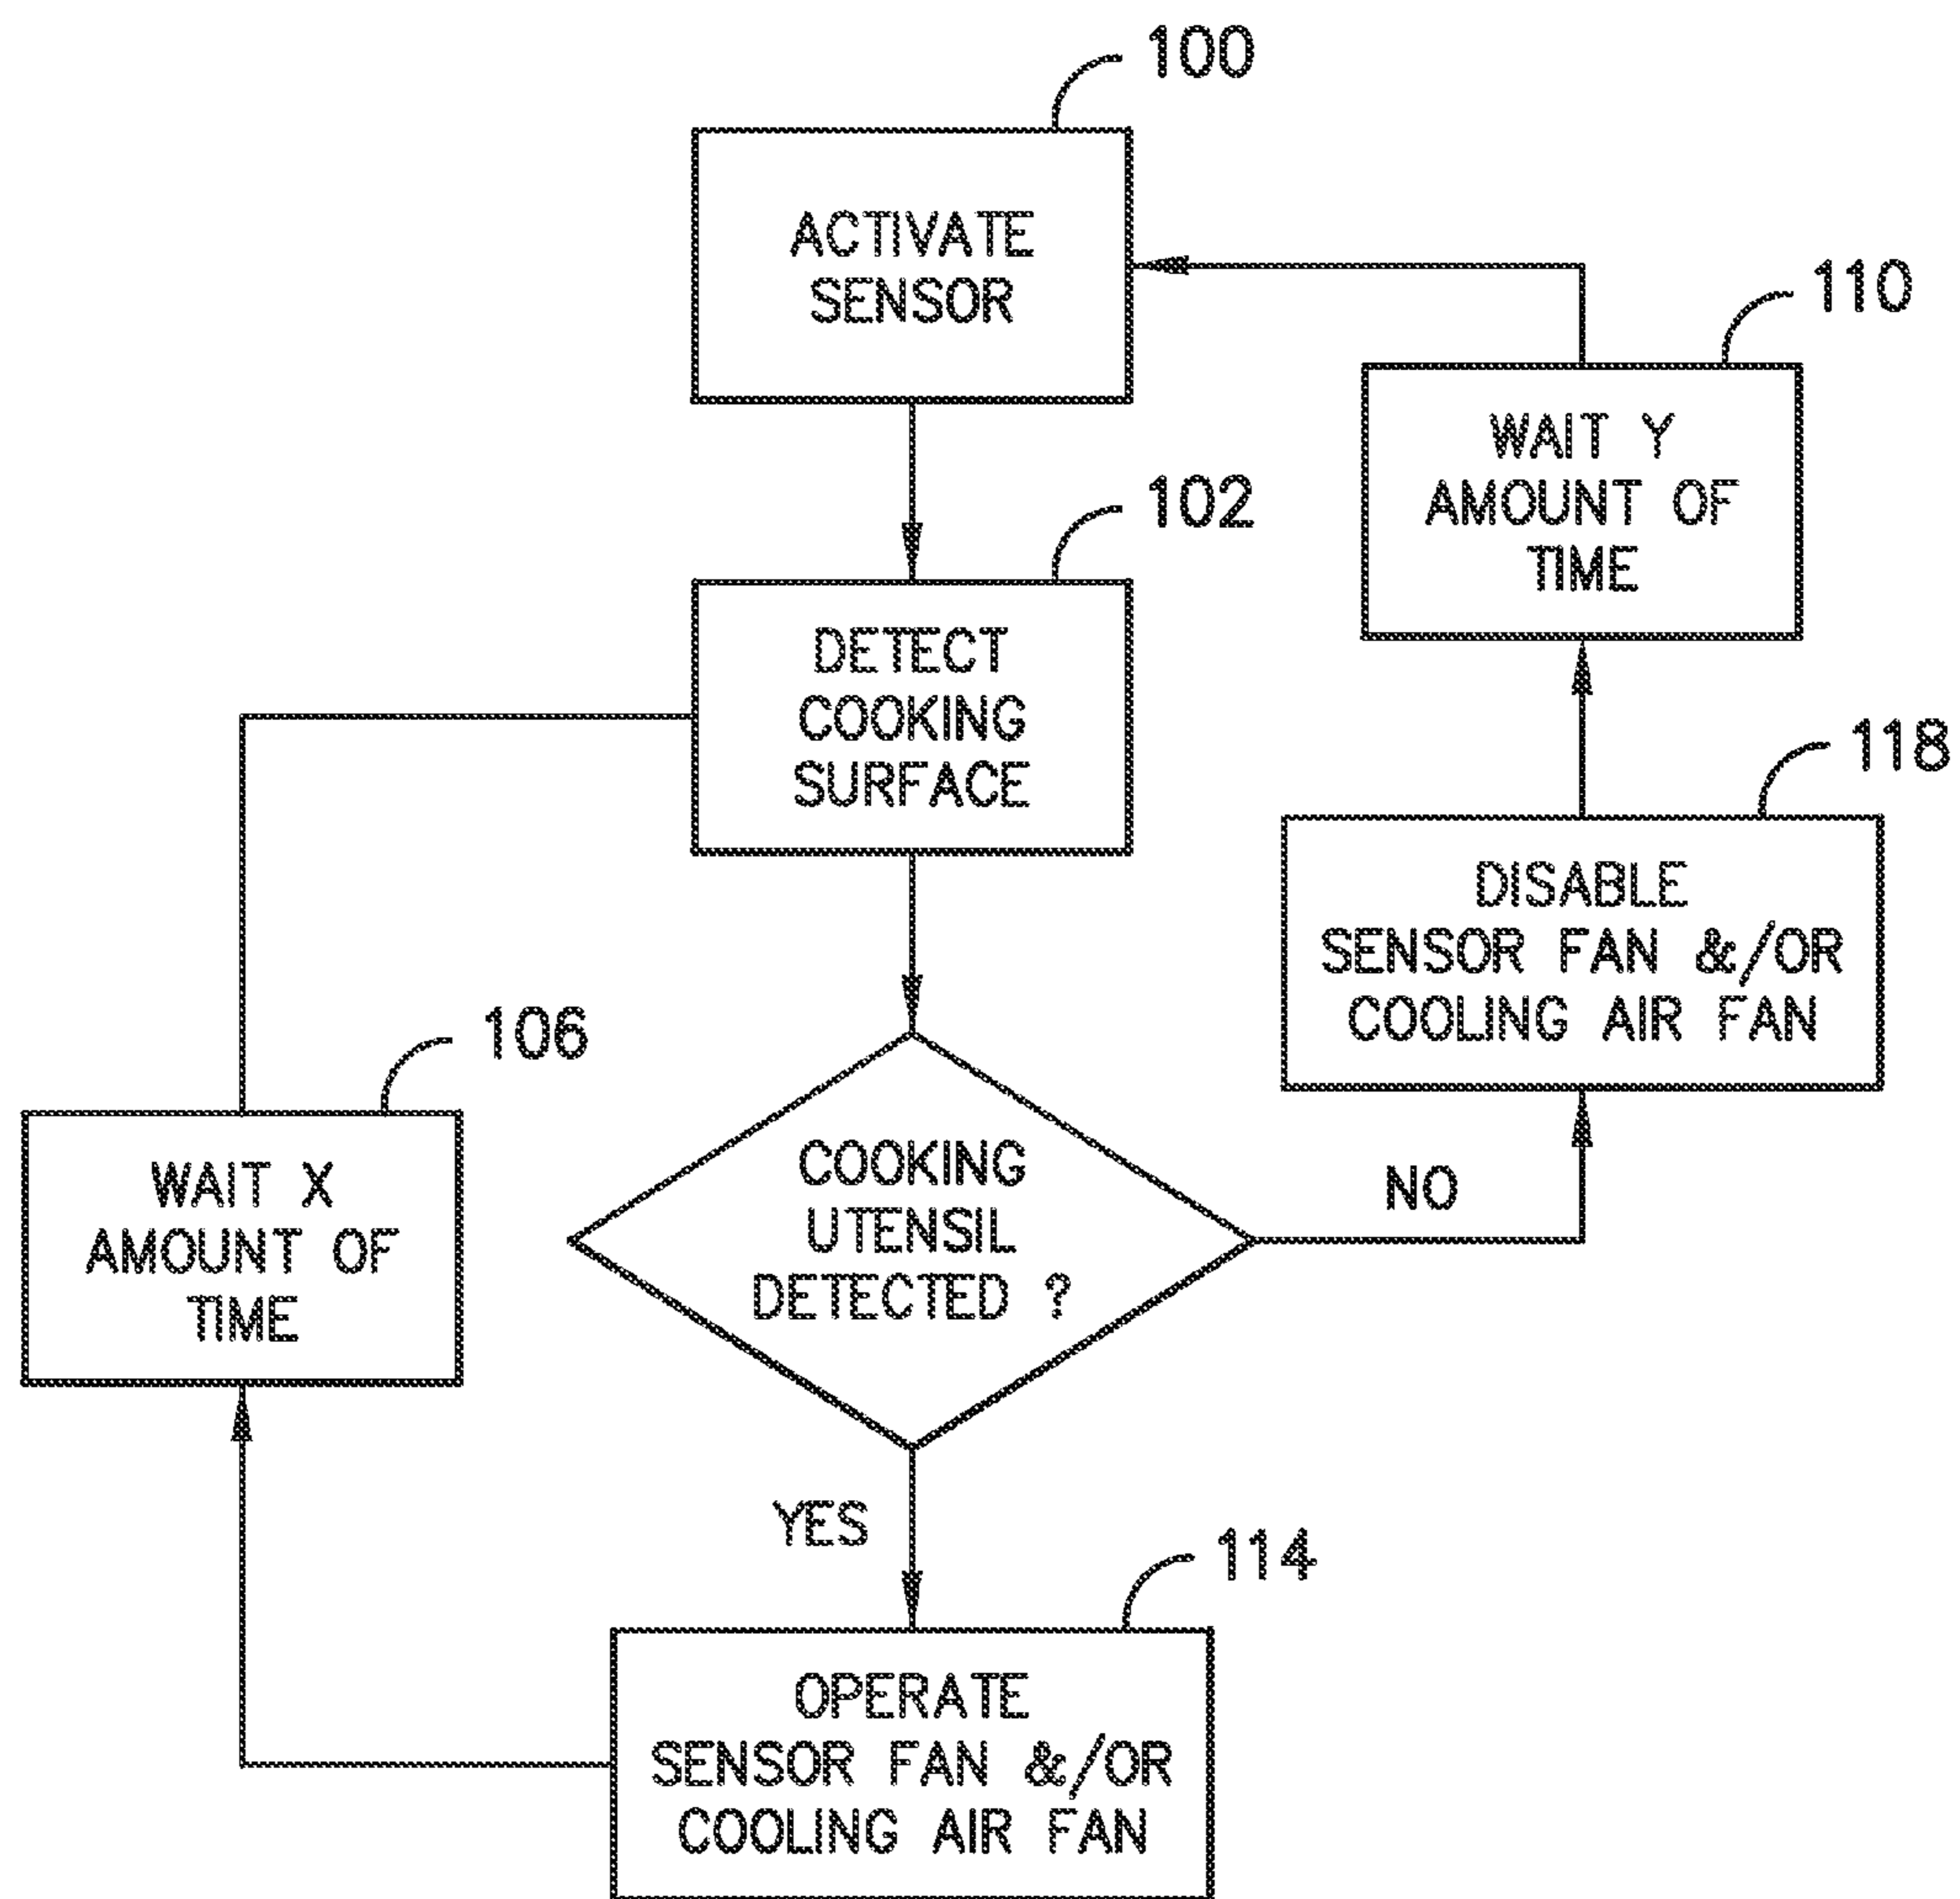 100
ACTIVATE
SENSOR
110
WAIT Y
AMOUNT OF
TIME
102
DETECT
COOKING
SURFACE
118
DISABLE
SENSOR FAN &/OR
COOLING AIR FAN
106
WAIT X
AMOUNT OF
TIME
COOKING
UTENSIL
DETECTED ?
NO
YES
114
OPERATE
SENSOR FAN &/OR
COOLING AIR FAN